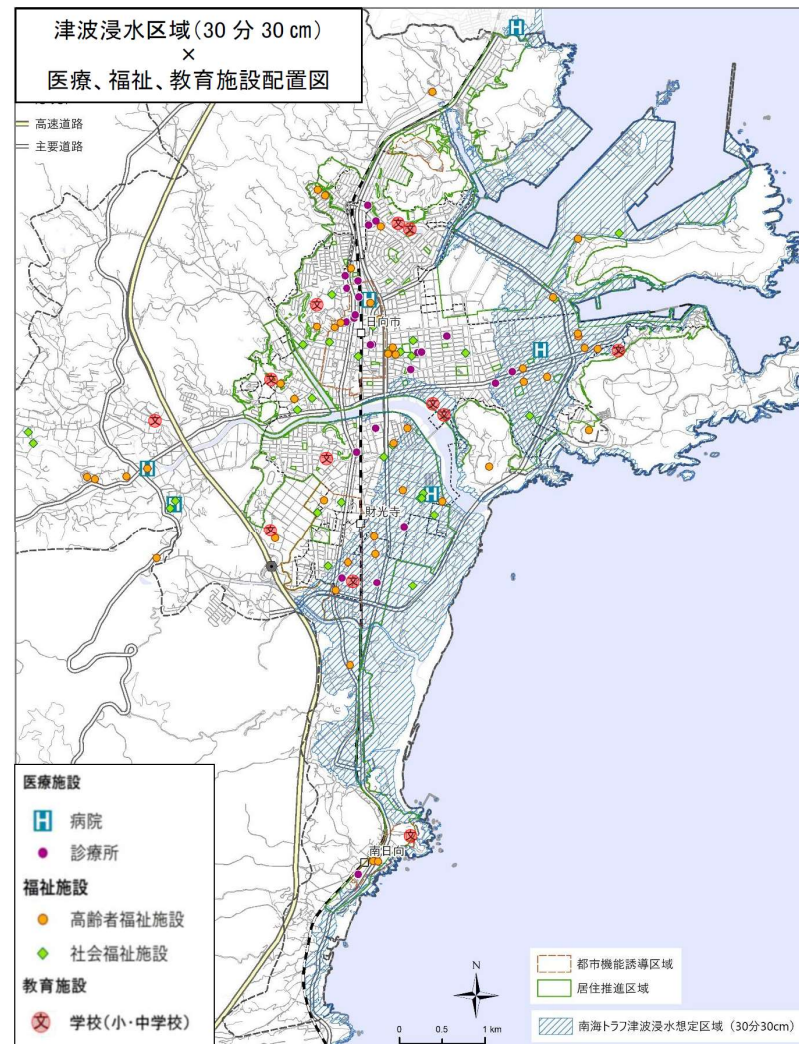 津波浸水区域(30分30㎝)
×
医療、福祉、教育施設配置図
高速道路
主要道路
日向市
財光寺
南日向
医療施設
病院
診療所
福祉施設
高齢者福祉施設
社会福祉施設
教育施設
文 学校(小・中学校)
N
0 0.5 1 km
都市機能誘導区域
居住推進区域
南海トラフ津波浸水想定区域(30分30cm)